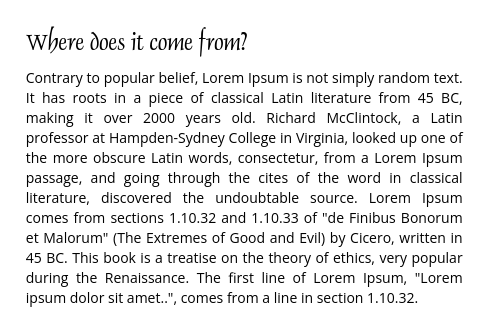 Where does it come from?
Contrary to popular belief, Lorem Ipsum is not simply random text.
It has roots in a piece of classical Latin literature from 45 BC,
making it over 2000 years old. Richard McClintock, a Latin
professor at Hampden-Sydney College in Virginia, looked up one of
the more obscure Latin words, consectetur, from a Lorem Ipsum
passage, and going through the cites of the word in classical
literature, discovered the undoubtable source. Lorem Ipsum
comes from sections 1.10.32 and 1.10.33 of "de Finibus Bonorum
et Malorum" (The Extremes of Good and Evil) by Cicero, written in
45 BC. This book is a treatise on the theory of ethics, very popular
during the Renaissance. The first line of Lorem Ipsum, "Lorem
ipsum dolor sit amet..", comes from a line in section 1.10.32.